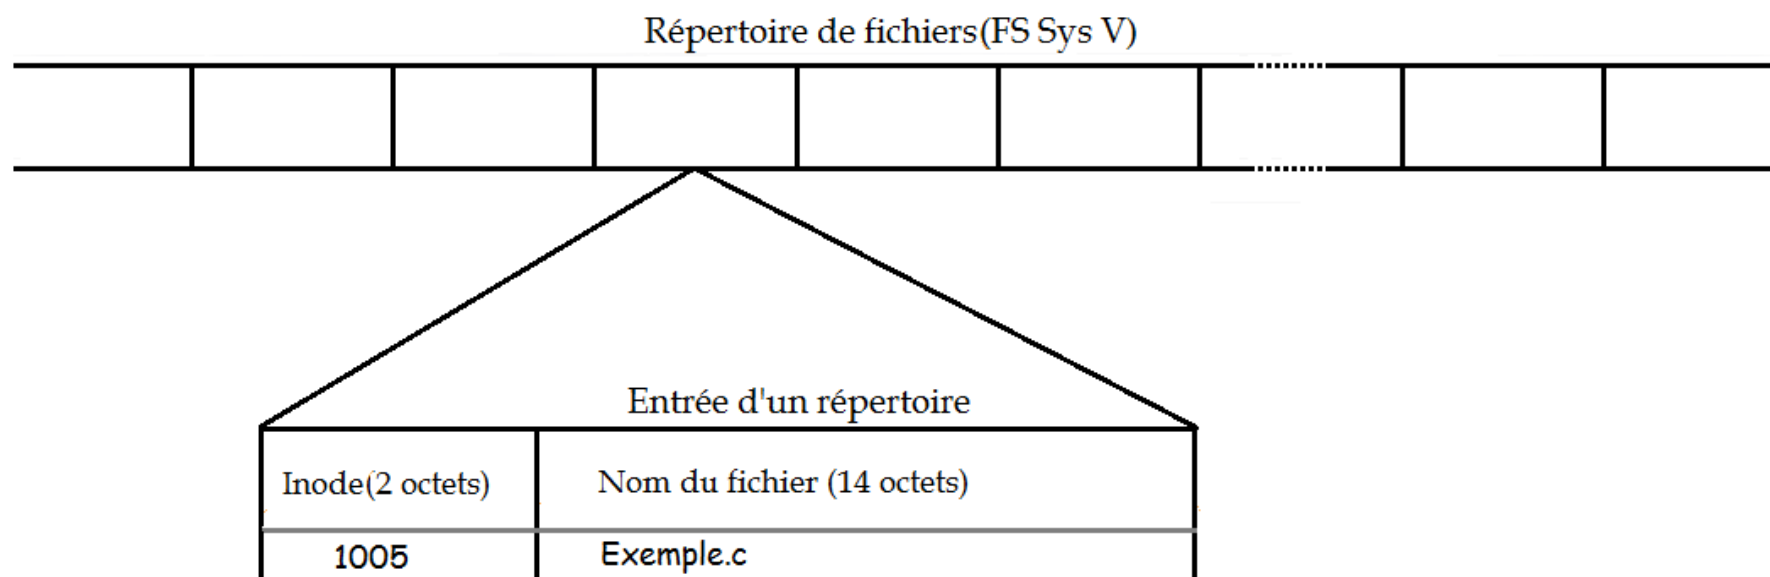 Répertoire de fichiers(FS Sys V)
Entrée d'un répertoire
Inode(2 octets) Nom du fichier (14 octets)
1005 Exemple.c